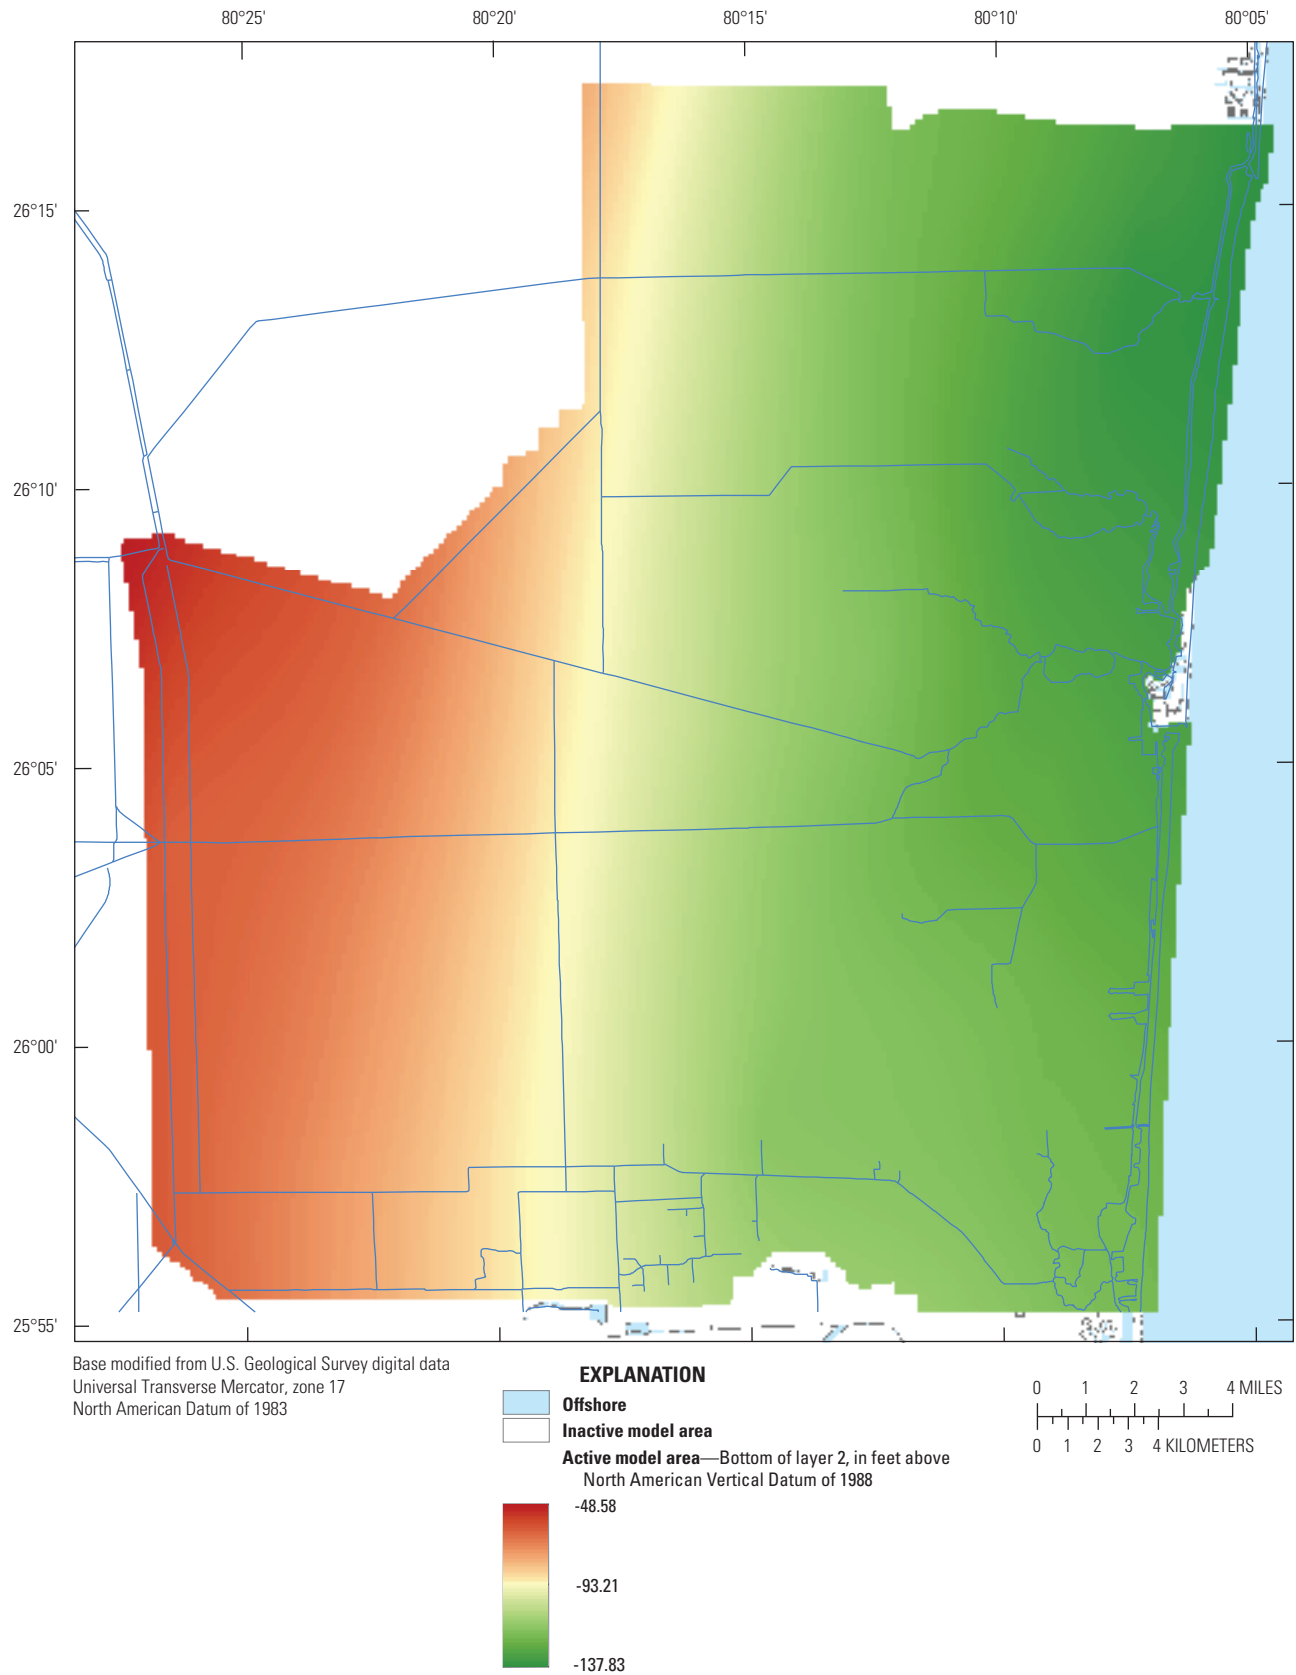 80°25' 80°20' 80°15' 80°10' 80°05'
26°15'
26°10'
26°05'
26°00'
25°55'
Base modified from U.S. Geological Survey digital data
Universal Transverse Mercator, zone 17
North American Datum of 1983
EXPLANATION
Offshore
Inactive model area
Active model area—Bottom of layer 2, in feet above
North American Vertical Datum of 1988
-48.58
-93.21
-137.83
0 1 2 3 4 MILES
0 1 2 3 4 KILOMETERS